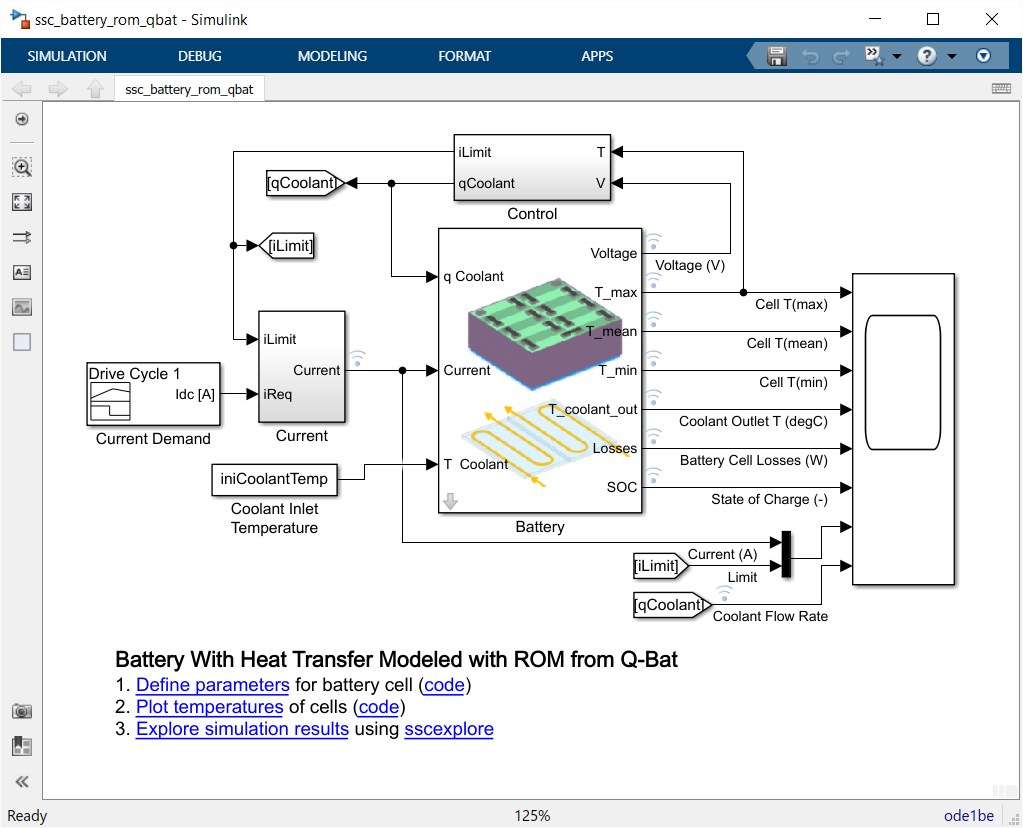 ssc_battery_rom_qbat - Simulink
SIMULATION DEBUG MODELING FORMAT APPS
ssc_battery_rom_qbat
iLimit T
qCoolant V
Control
[qCoolant]
[iLimit]
Voltage
Voltage (V)
q Coolant
T_max
Cell T(max)
T_mean
Cell T(mean)
iLimit
Current
iReq
Current
Drive Cycle 1
Idc [A]
Current Demand
Current
T_min
Cell T(min)
T_coolant_out
Coolant Outlet T (degC)
Losses
Battery Cell Losses (W)
T Coolant
SOC
State of Charge (-)
Battery
iniCoolantTemp
Coolant Inlet
Temperature
Current (A)
[iLimit]
Limit
[qCoolant]
Coolant Flow Rate
Battery With Heat Transfer Modeled with ROM from Q-Bat
1. Define parameters for battery cell (code)
2. Plot temperatures of cells (code)
3. Explore simulation results using sscexplore
Ready 125% ode1be